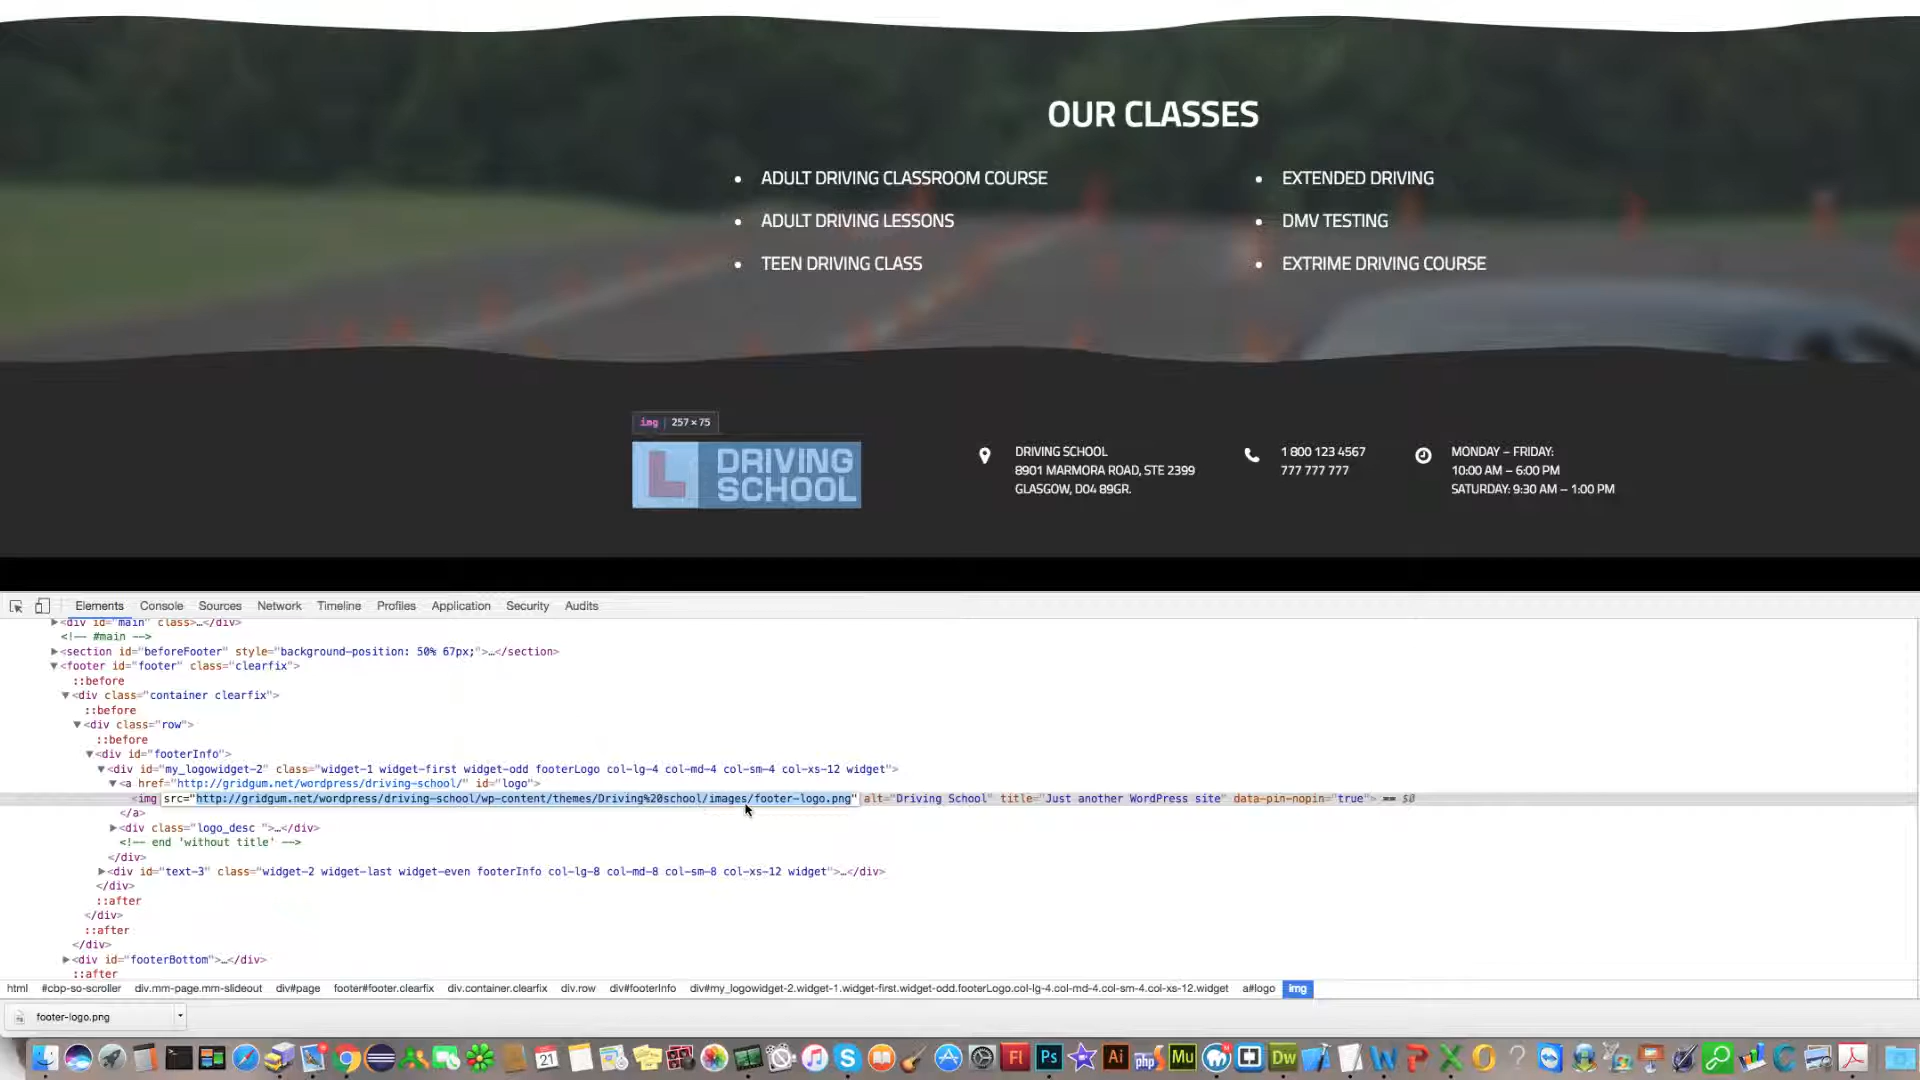 OUR CLASSES
ADULT DRIVING CLASSROOM COURSE
ADULT DRIVING LESSONS
TEEN DRIVING CLASS
EXTENDED DRIVING
DMV TESTING
EXTRIME DRIVING COURSE
img | 257 × 75
L DRIVING
SCHOOL
DRIVING SCHOOL
8901 MARMORA ROAD, STE 2399
GLASGOW, D04 89GR.
1 800 123 4567
777 777 777
MONDAY – FRIDAY:
10:00 AM – 6:00 PM
SATURDAY: 9:30 AM – 1:00 PM
Elements Console Sources Network Timeline Profiles Application Security Audits
<div id="main" class>…</div>
<!-- #main -->
<section id="beforeFooter" style="background-position: 50% 67px;">…</section>
<footer id="footer" class="clearfix">
::before
<div class="container clearfix">
::before
<div class="row">
::before
<div id="footerInfo">
<div id="my_logowidget-2" class="widget-1 widget-first widget-odd footerLogo col-lg-4 col-md-4 col-sm-4 col-xs-12 widget">
<a href="http://gridgum.net/wordpress/driving-school/" id="logo">
<img src="http://gridgum.net/wordpress/driving-school/wp-content/themes/Driving%20school/images/footer-logo.png" alt="Driving School" title="Just another WordPress site" data-pin-nopin="true"> == $0
</a>
<div class="logo_desc ">…</div>
<!-- end 'without title' -->
</div>
<div id="text-3" class="widget-2 widget-last widget-even footerInfo col-lg-8 col-md-8 col-sm-8 col-xs-12 widget">…</div>
</div>
::after
</div>
::after
</div>
<div id="footerBottom">…</div>
::after
html #cbp-so-scroller div.mm-page.mm-slideout div#page footer#footer.clearfix div.container.clearfix div.row div#footerInfo div#my_logowidget-2.widget-1.widget-first.widget-odd.footerLogo.col-lg-4.col-md-4.col-sm-4.col-xs-12.widget a#logo img
footer-logo.png
21 Fl Ps Ai php Mu Dw